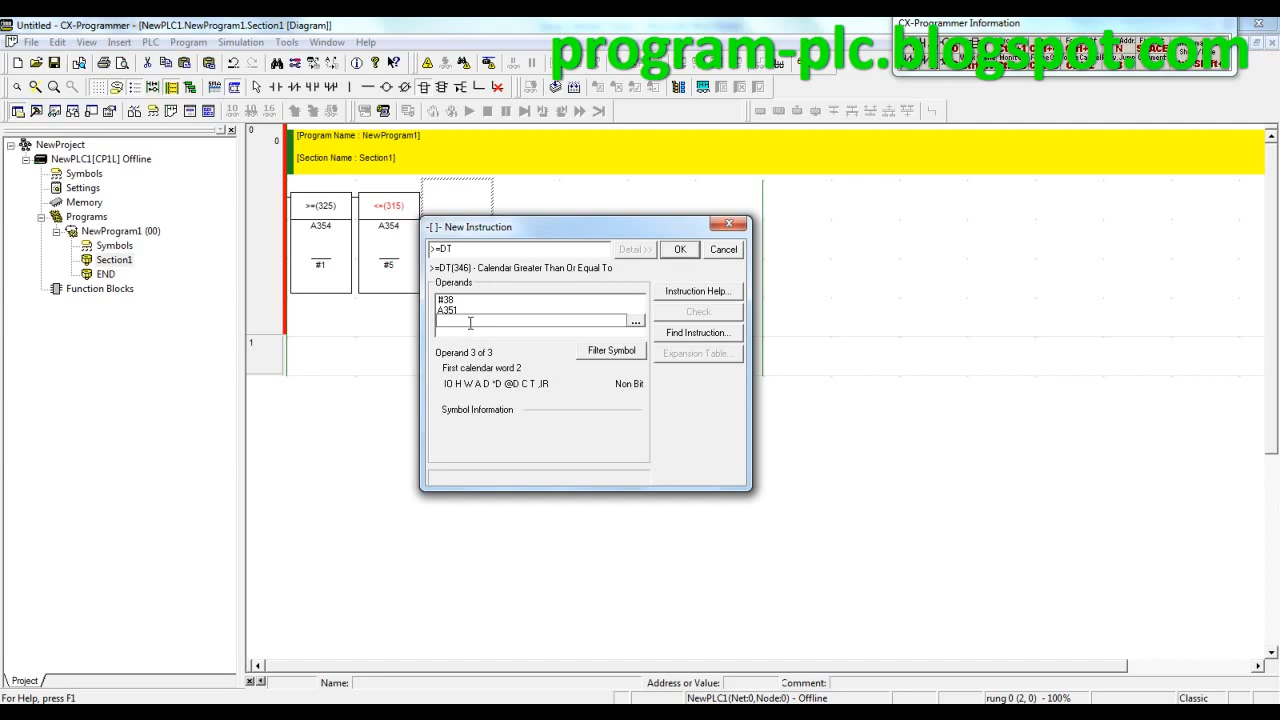 Untitled - CX-Programmer - [NewPLC1.NewProgram1.Section1 [Diagram]]
CX-Programmer Information
File Edit View Insert PLC Program Simulation Tools Window Help
program-plc.blogspot.com
NewProject
NewPLC1[CP1L] Offline
Symbols
Settings
Memory
Programs
NewProgram1 (00)
Symbols
Section1
END
Function Blocks
Project
0
0
[Program Name : NewProgram1]
[Section Name : Section1]
>=(325)
<=(315)
A354
A354
#1
#5
1
-[ ]- New Instruction
>=DT
Detail >>
OK
Cancel
>=DT(346) - Calendar Greater Than Or Equal To
Operands
#38
A351
...
Operand 3 of 3
Filter Symbol
First calendar word 2
IO H W A D *D @D C T ,IR
Non Bit
Symbol Information
Instruction Help...
Check
Find Instruction...
Expansion Table...
Name:
Address or Value:
Comment:
For Help, press F1
NewPLC1(Net:0,Node:0) - Offline
rung 0 (2, 0) - 100%
Classic